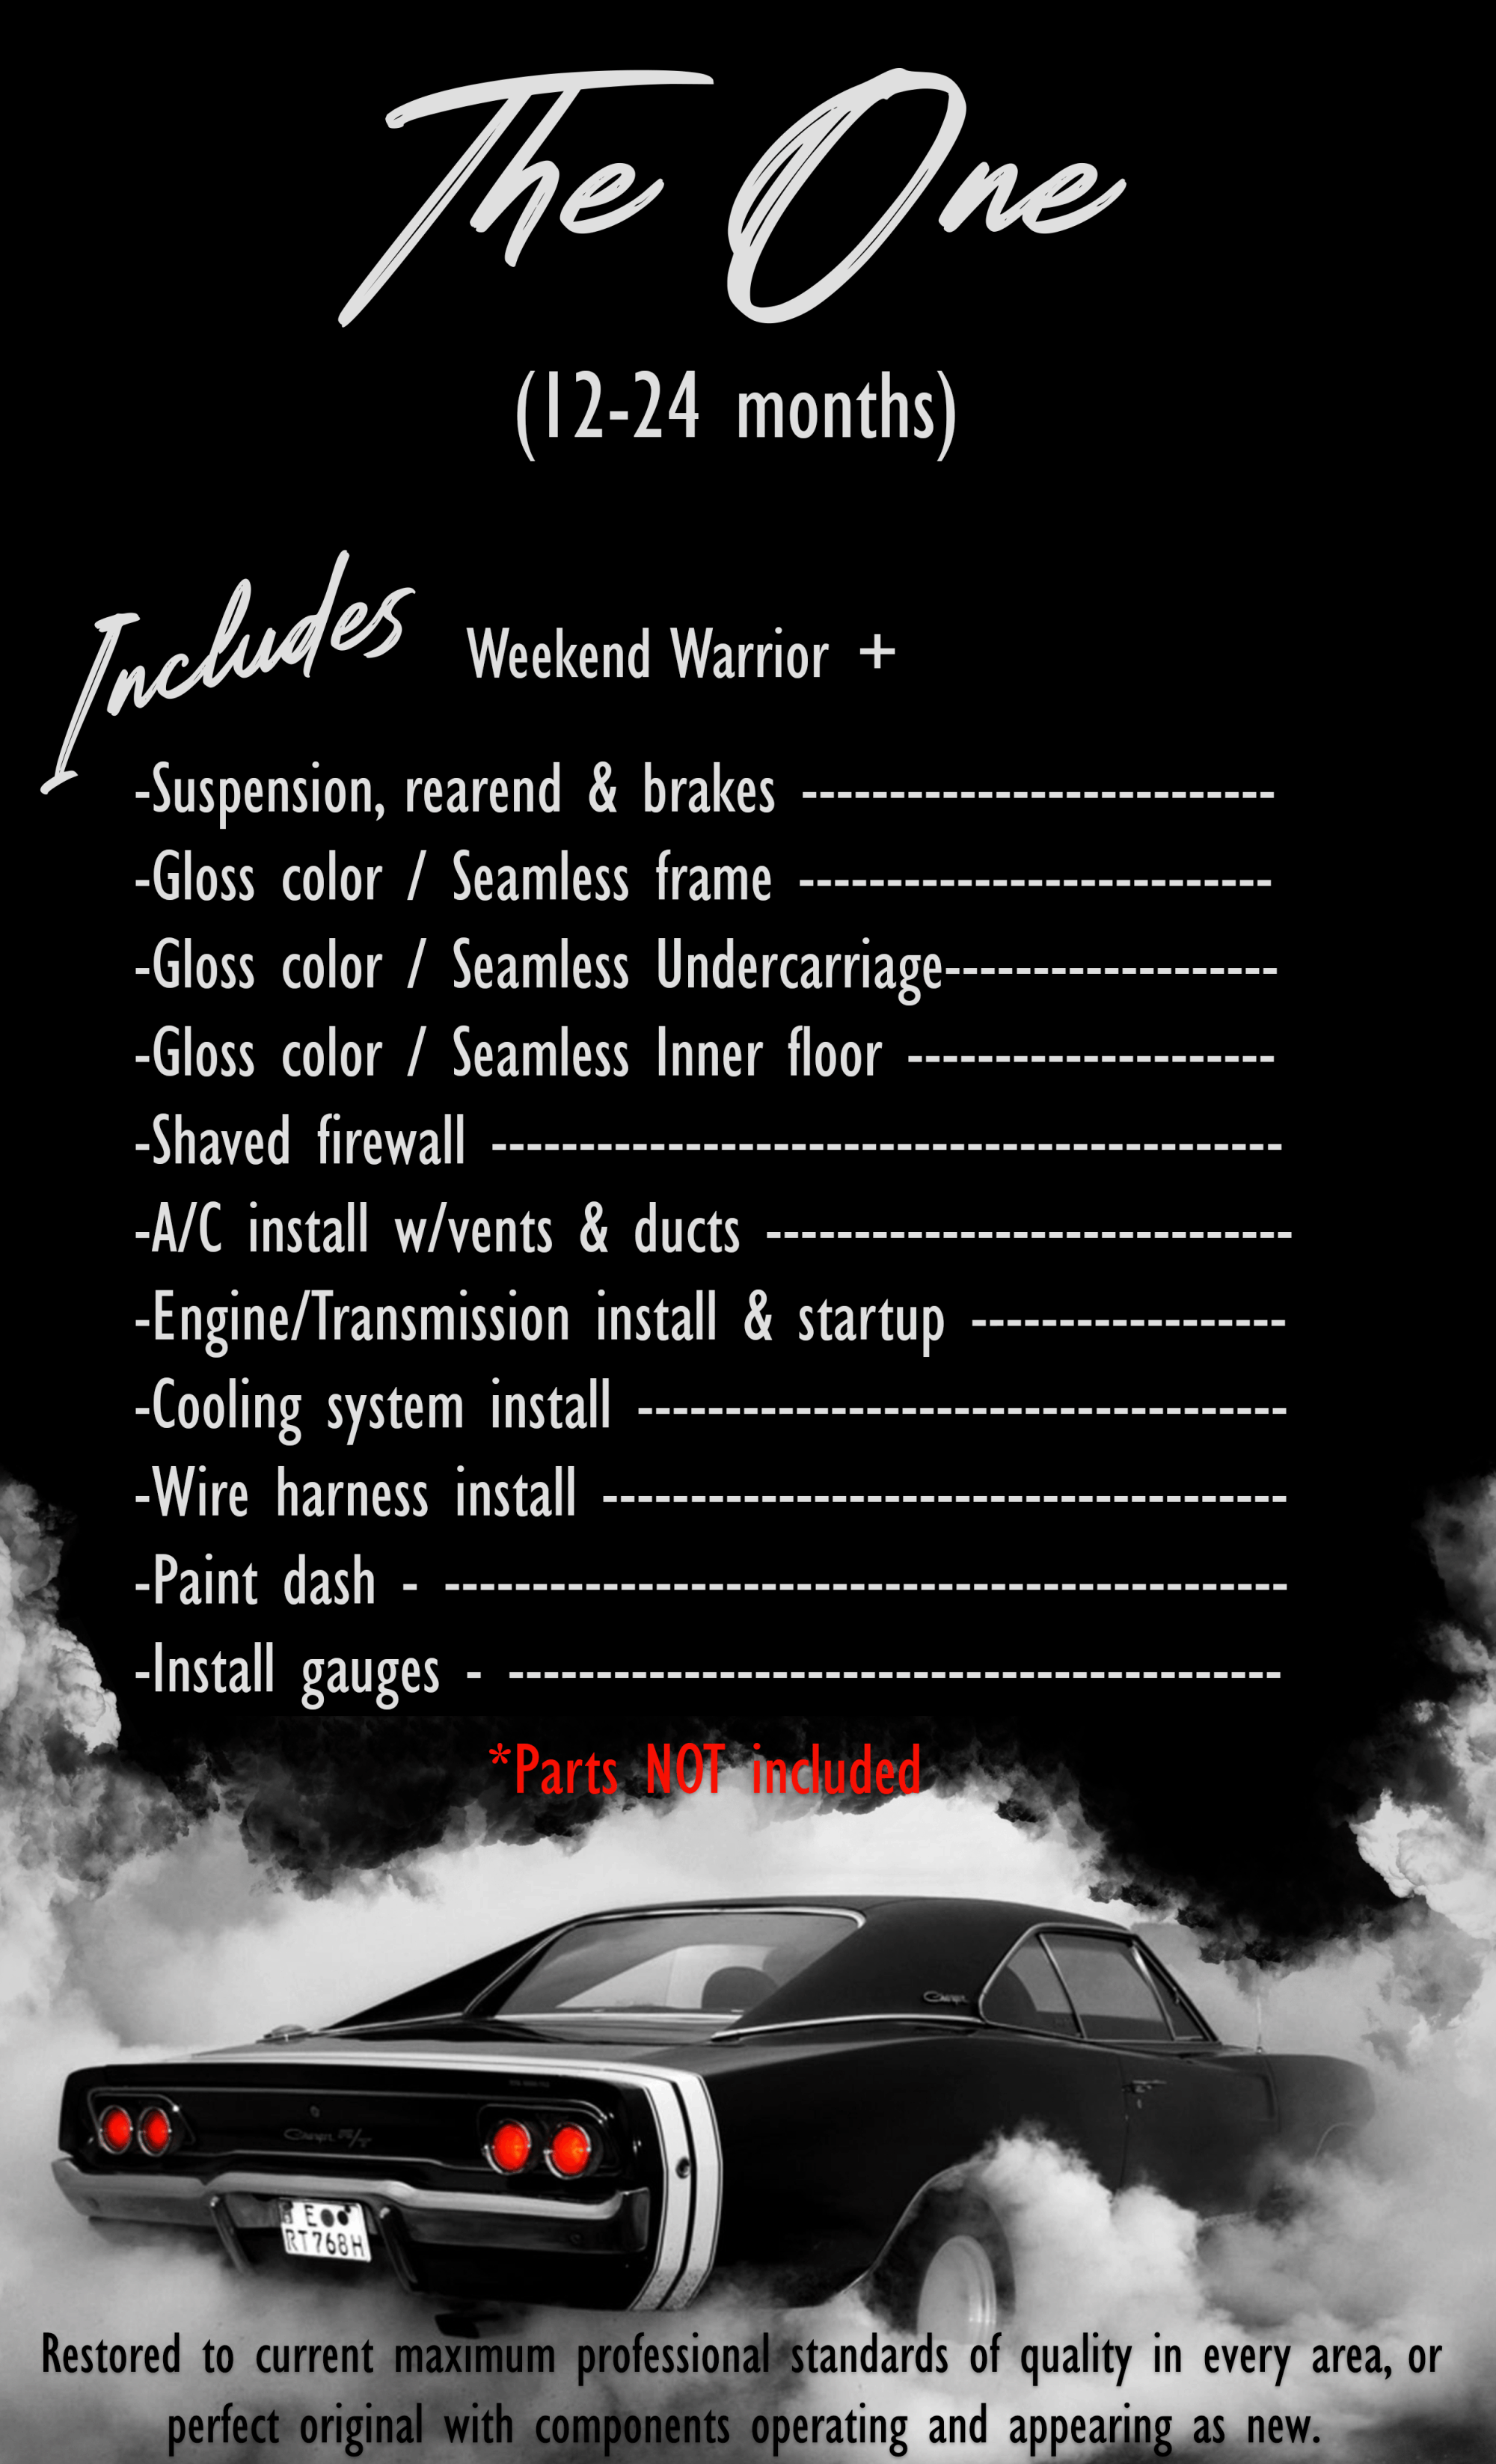 The One
(12-24 months)
Includes Weekend Warrior +
-Suspension, rearend & brakes ---------------------------
-Gloss color / Seamless frame ---------------------------
-Gloss color / Seamless Undercarriage-------------------
-Gloss color / Seamless Inner floor ---------------------
-Shaved firewall ---------------------------------------------
-A/C install w/vents & ducts ------------------------------
-Engine/Transmission install & startup ------------------
-Cooling system install -------------------------------------
-Wire harness install ---------------------------------------
-Paint dash - ------------------------------------------------
-Install gauges - --------------------------------------------
*Parts NOT included
Charger
Charger R/T
E
RT768H
Restored to current maximum professional standards of quality in every area, or
perfect original with components operating and appearing as new.